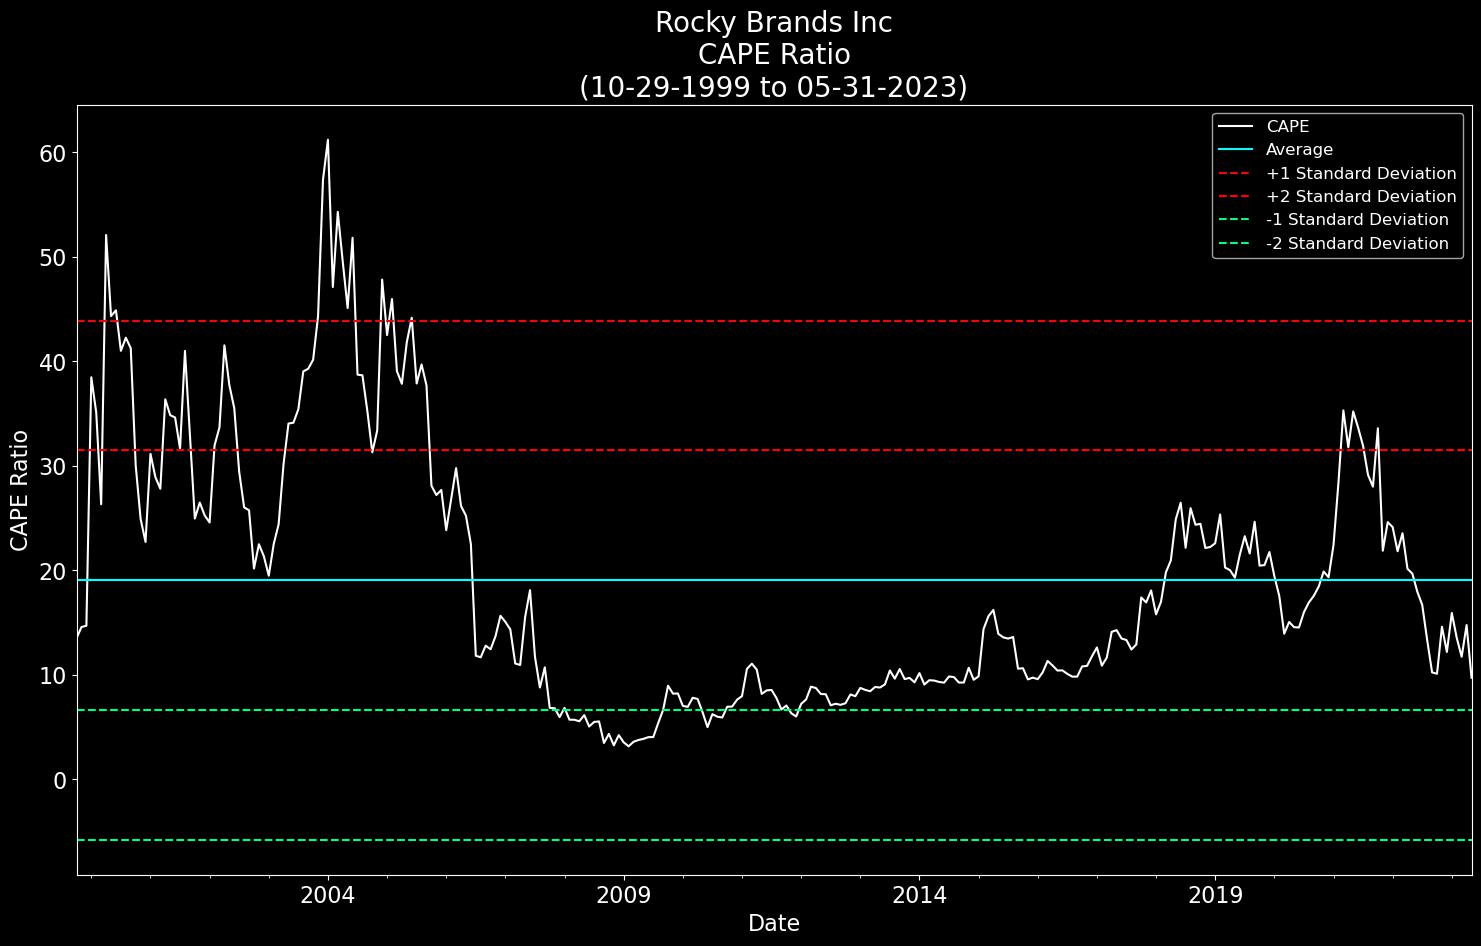 Rocky Brands Inc
CAPE Ratio
(10-29-1999 to 05-31-2023)
CAPE
Average
+1 Standard Deviation
+2 Standard Deviation
-1 Standard Deviation
-2 Standard Deviation
CAPE Ratio
60
50
40
30
20
10
0
2004
2009
2014
2019
Date